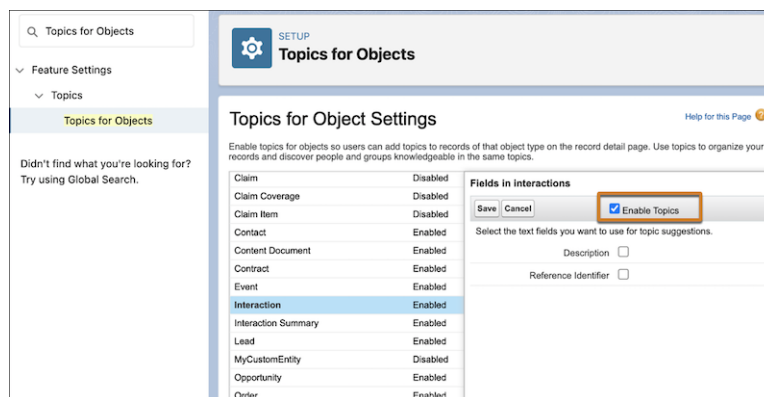 Topics for Objects
Feature Settings
Topics
Topics for Objects
Didn't find what you're looking for?
Try using Global Search.
SETUP
Topics for Objects
Topics for Object Settings
Help for this Page
Enable topics for objects so users can add topics to records of that object type on the record detail page. Use topics to organize your
records and discover people and groups knowledgeable in the same topics.
Claim Disabled
Claim Coverage Disabled
Claim Item Disabled
Contact Enabled
Content Document Enabled
Contract Enabled
Event Enabled
Interaction Enabled
Interaction Summary Enabled
Lead Enabled
MyCustomEntity Disabled
Opportunity Enabled
Order Enabled
Fields in interactions
Save Cancel Enable Topics
Select the text fields you want to use for topic suggestions.
Description
Reference Identifier